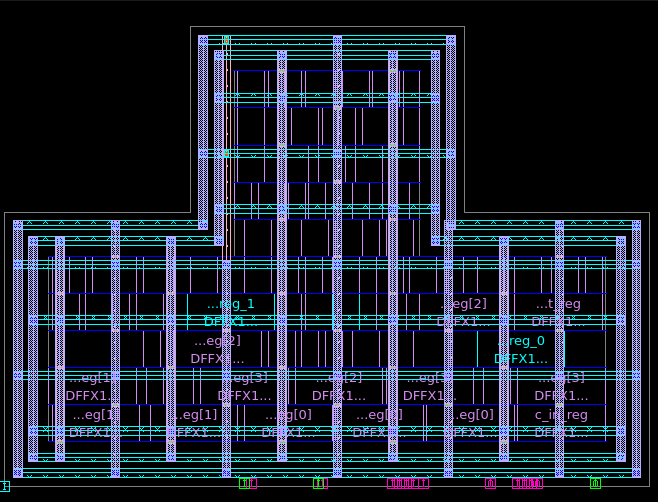 ...reg_1 ...eg[2] ...t_reg
DFFX1... DFFX1... DFFX1...
...eg[2] ...reg_0
DFFX1... DFFX1...
...eg[1] ...eg[3] ...eg[2] ...eg[3] ...eg[3]
DFFX1... DFFX1... DFFX1... DFFX1... DFFX1...
...eg[1] ...eg[1] ...eg[0] ...eg[0] c_in_reg
DFFX1... DFFX1... DFFX1... DFFX1... DFFX1... DFFX1...